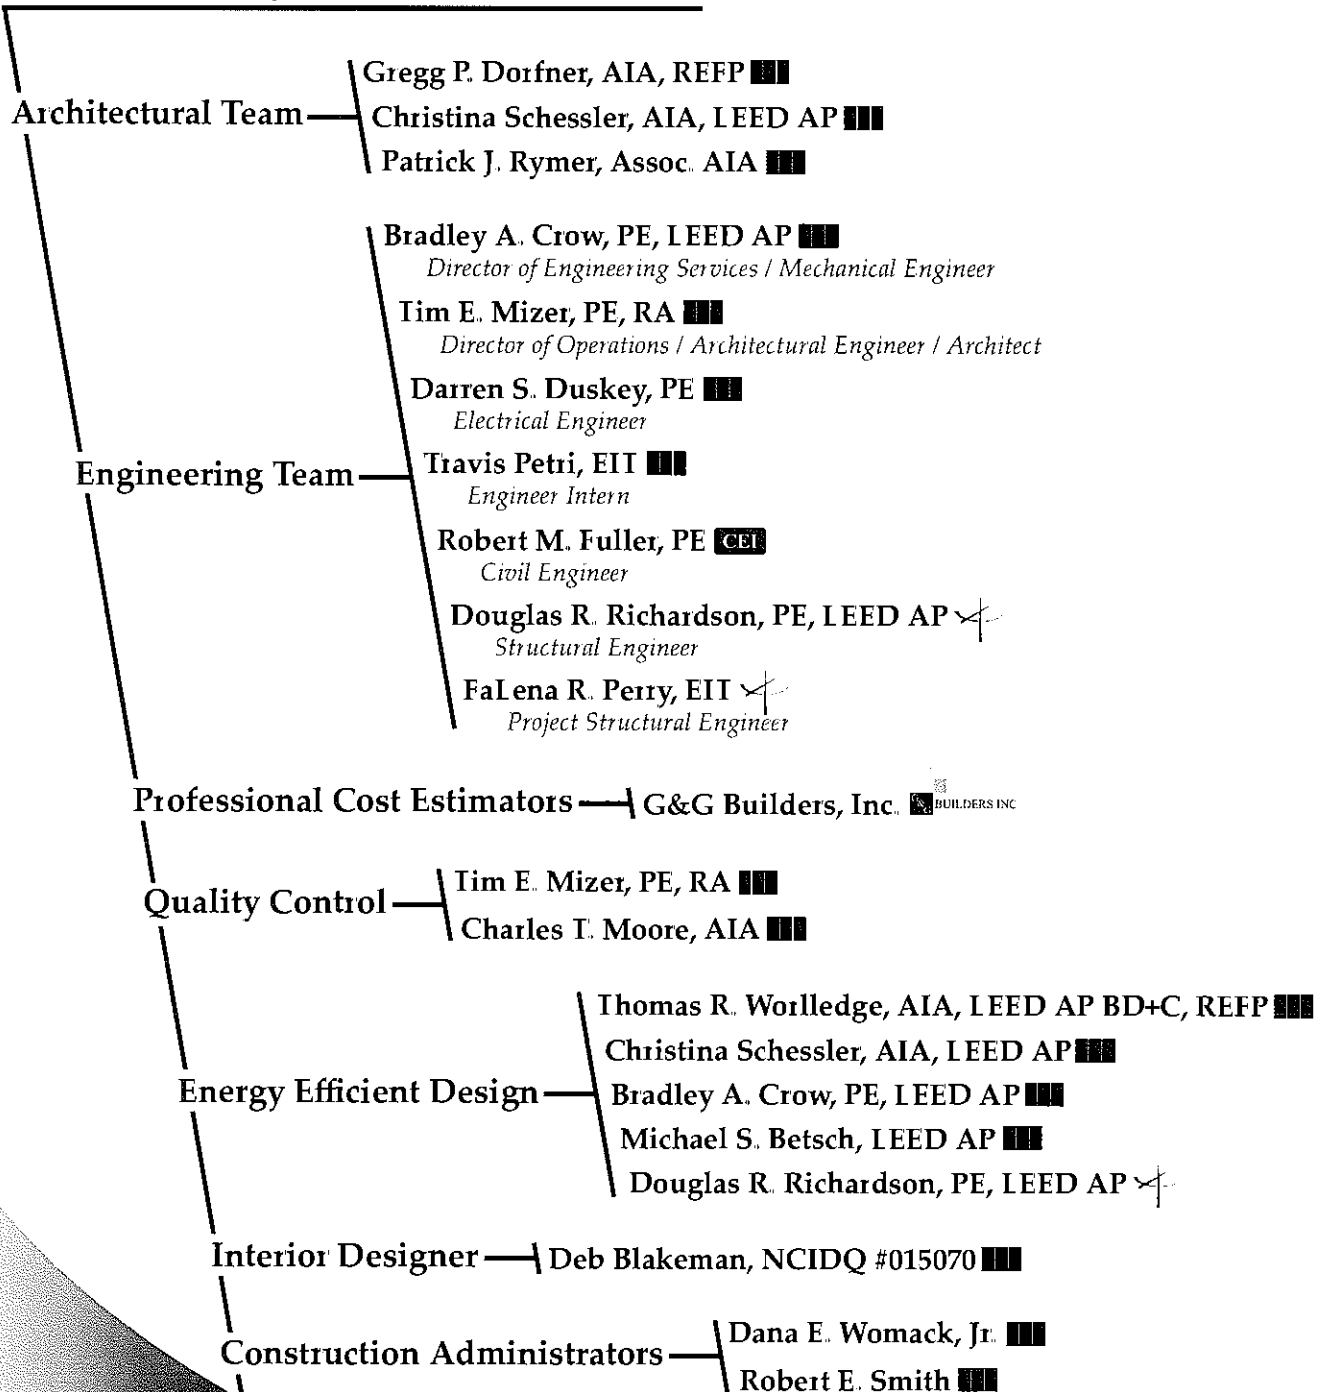 Architectural Team
Gregg P. Dorfner, AIA, REFP
Christina Schessler, AIA, LEED AP
Patrick J. Rymer, Assoc. AIA
Engineering Team
Bradley A. Crow, PE, LEED AP
Director of Engineering Services / Mechanical Engineer
Tim E. Mizer, PE, RA
Director of Operations / Architectural Engineer / Architect
Darren S. Duskey, PE
Electrical Engineer
Travis Petri, EIT
Engineer Intern
Robert M. Fuller, PE CEI
Civil Engineer
Douglas R. Richardson, PE, LEED AP
Structural Engineer
FaLena R. Perry, EIT
Project Structural Engineer
Professional Cost Estimators
G&G Builders, Inc. BUILDERS INC
Quality Control
Tim E. Mizer, PE, RA
Charles T. Moore, AIA
Energy Efficient Design
Thomas R. Worlledge, AIA, LEED AP BD+C, REFP
Christina Schessler, AIA, LEED AP
Bradley A. Crow, PE, LEED AP
Michael S. Betsch, LEED AP
Douglas R. Richardson, PE, LEED AP
Interior Designer
Deb Blakeman, NCIDQ #015070
Construction Administrators
Dana E. Womack, Jr.
Robert E. Smith